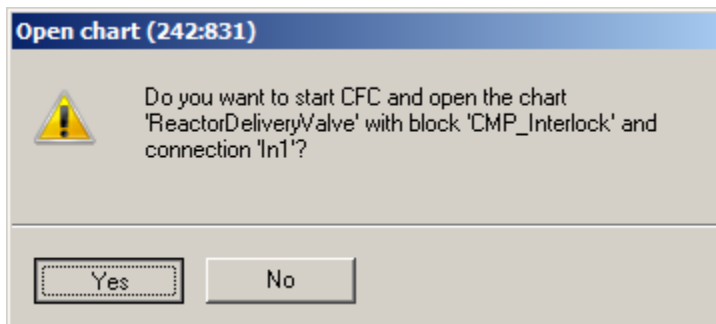 Open chart (242:831)
Do you want to start CFC and open the chart
'ReactorDeliveryValve' with block 'CMP_Interlock' and
connection 'In1'?
Yes
No